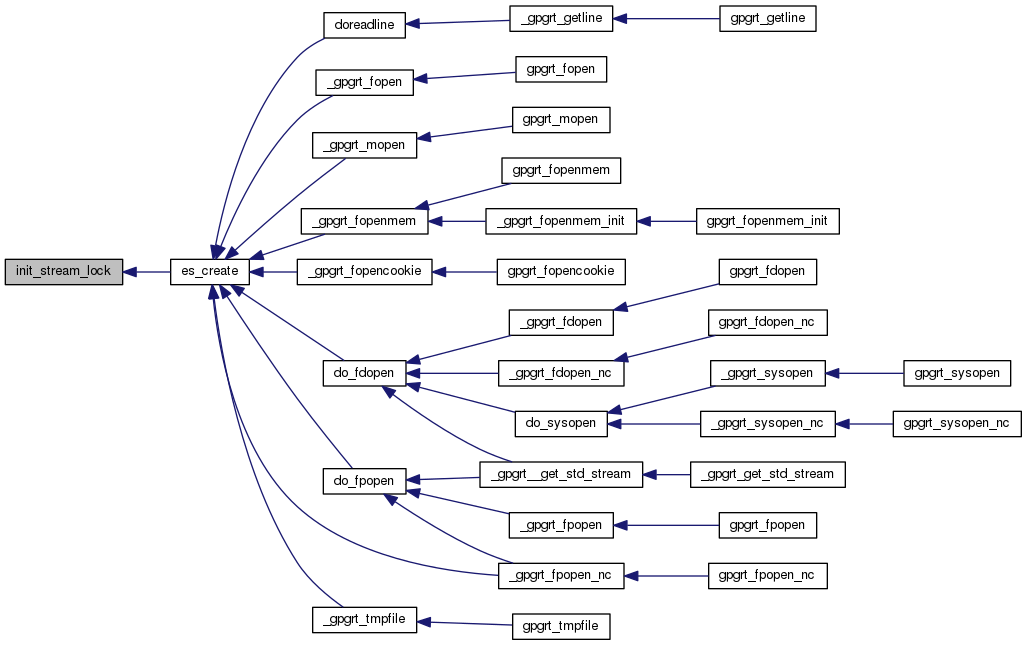 doreadline
_gpgrt_getline
gpgrt_getline
_gpgrt_fopen
gpgrt_fopen
_gpgrt_mopen
gpgrt_mopen
gpgrt_fopenmem
_gpgrt_fopenmem
_gpgrt_fopenmem_init
gpgrt_fopenmem_init
init_stream_lock
es_create
_gpgrt_fopencookie
gpgrt_fopencookie
gpgrt_fdopen
_gpgrt_fdopen
gpgrt_fdopen_nc
do_fdopen
_gpgrt_fdopen_nc
_gpgrt_sysopen
gpgrt_sysopen
do_sysopen
_gpgrt_sysopen_nc
gpgrt_sysopen_nc
do_fpopen
_gpgrt__get_std_stream
_gpgrt_get_std_stream
_gpgrt_fpopen
gpgrt_fpopen
_gpgrt_fpopen_nc
gpgrt_fpopen_nc
_gpgrt_tmpfile
gpgrt_tmpfile